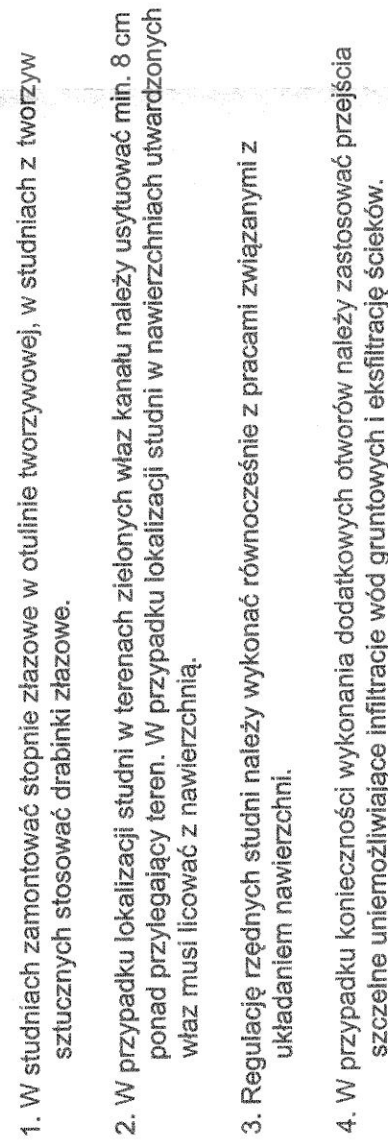 1. W studniach zamontować stopnie złazowe w otulinie tworzywowej, w studniach z tworzyw
sztucznych stosować drabinki złazowe.
2. W przypadku lokalizacji studni w terenach zielonych właz kanału należy usytuować min. 8 cm
ponad przylegający teren. W przypadku lokalizacji studni w nawierzchniach utwardzonych
właz musi licować z nawierzchnią.
3. Regulację rzędnych studni należy wykonać równocześnie z pracami związanymi z
układaniem nawierzchni.
4. W przypadku konieczności wykonania dodatkowych otworów należy zastosować przejścia
szczelne uniemożliwiające infiltrację wód gruntowych i eksfiltrację ścieków.